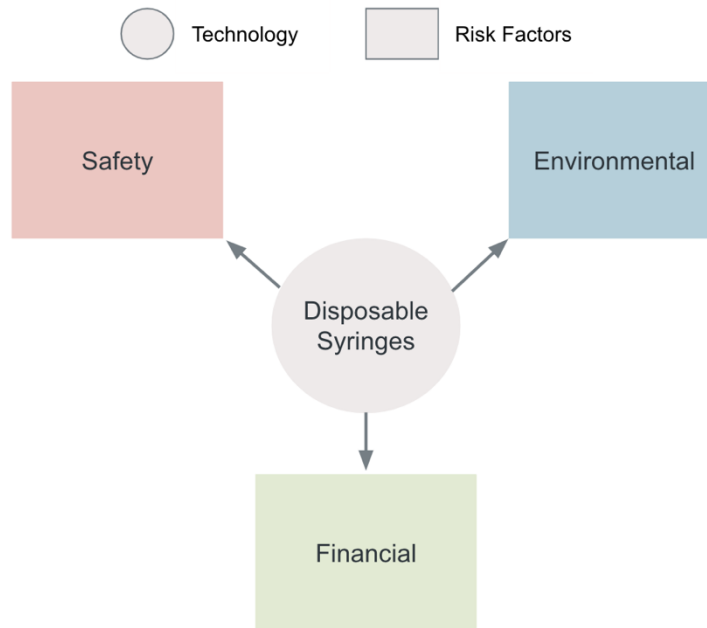 Technology
Risk Factors
Safety
Environmental
Disposable
Syringes
Financial